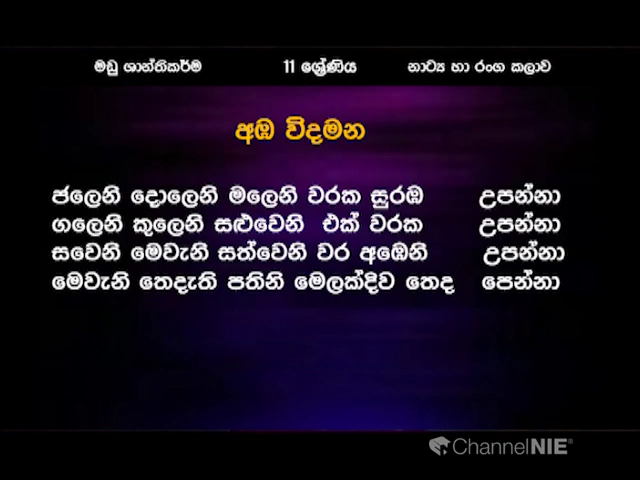 මඩු ශාන්තිකර්ම 11 ශ්‍රේණිය නාට්‍ය හා රංග කලාව
අඹ විදමන
ජලෙනි දොලෙනි මලෙනි වරක සුරඹ උපන්නා
ගලෙනි කුලෙනි සළුවෙනි එක් වරක උපන්නා
සවෙනි මෙවැනි සත්වෙනි වර අඹෙනි උපන්නා
මෙවැනි තෙදැති පතිනි මෙලක්දිව තෙද පෙන්නා
ChannelNIE